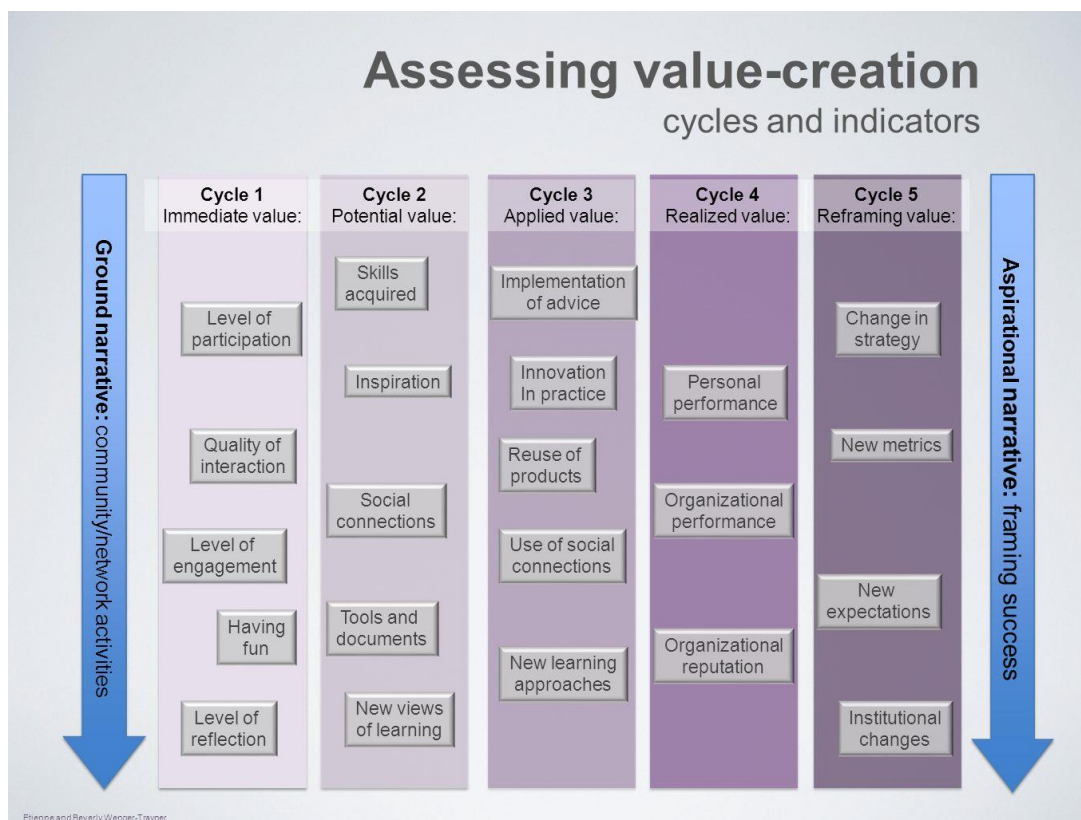 Assessing value-creation
cycles and indicators
Ground narrative: community/network activities
Cycle 1
Immediate value:
Level of
participation
Quality of
interaction
Level of
engagement
Having
fun
Level of
reflection
Cycle 2
Potential value:
Skills
acquired
Inspiration
Social
connections
Tools and
documents
New views
of learning
Cycle 3
Applied value:
Implementation
of advice
Innovation
In practice
Reuse of
products
Use of social
connections
New learning
approaches
Cycle 4
Realized value:
Personal
performance
Organizational
performance
Organizational
reputation
Cycle 5
Reframing value:
Change in
strategy
New metrics
New
expectations
Institutional
changes
Aspirational narrative: framing success
Etienne and Beverly Wenger-Trayner